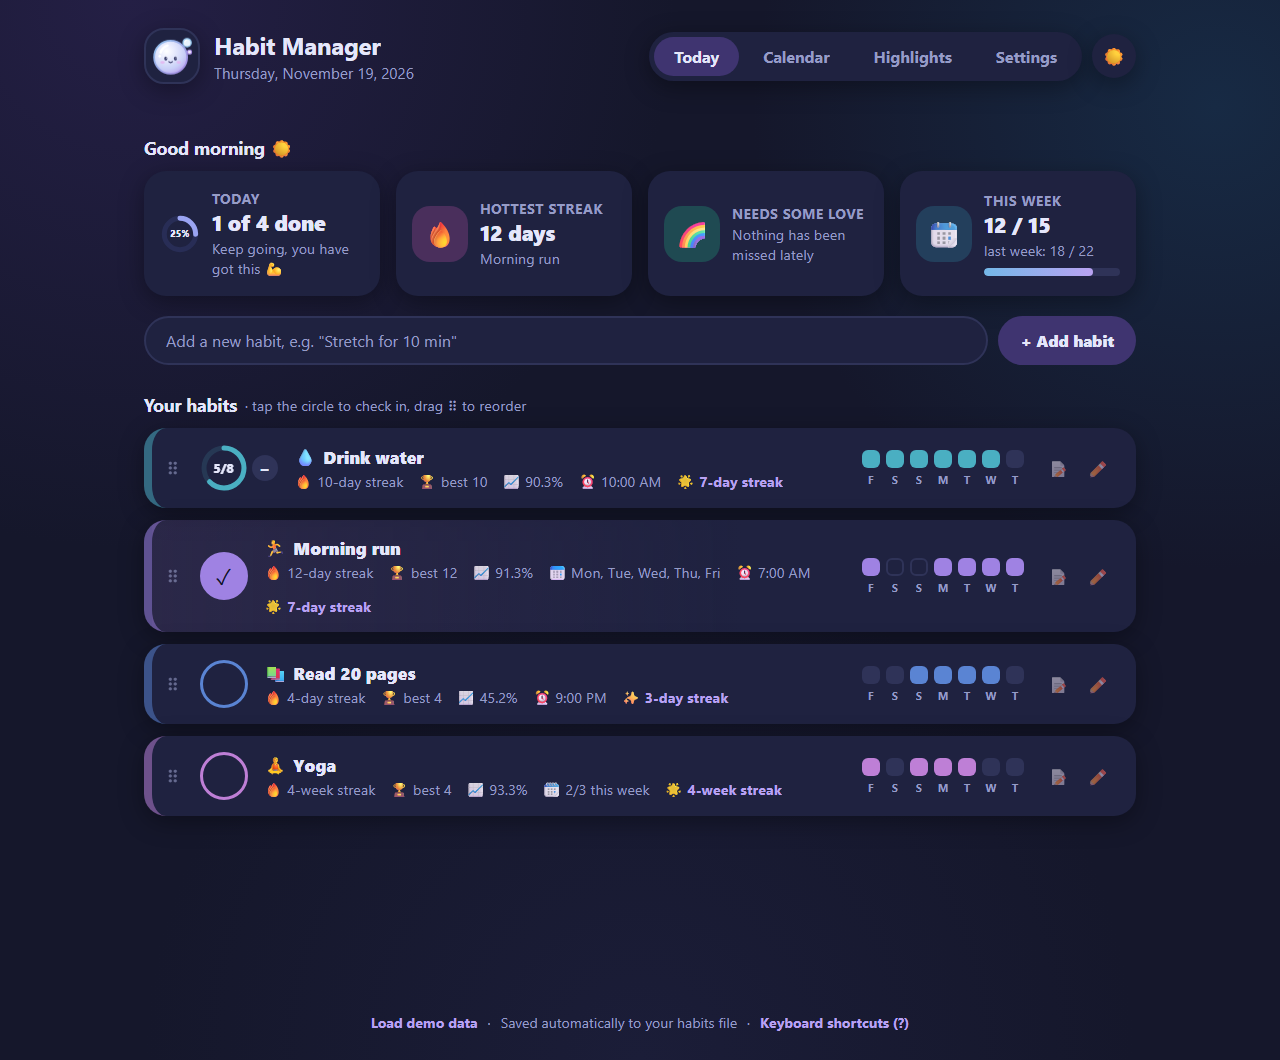 Habit Manager
Thursday, November 19, 2026
Today
Calendar
Highlights
Settings
Good morning
25%
TODAY
1 of 4 done
Keep going, you have
got this 💪
HOTTEST STREAK
12 days
Morning run
NEEDS SOME LOVE
Nothing has been
missed lately
THIS WEEK
12 / 15
last week: 18 / 22
Add a new habit, e.g. "Stretch for 10 min"
+ Add habit
Your habits · tap the circle to check in, drag ⠿ to reorder
5/8
–
Drink water
10-day streak best 10 90.3% 10:00 AM 7-day streak
F S S M T W T
Morning run
12-day streak best 12 91.3% Mon, Tue, Wed, Thu, Fri 7:00 AM
7-day streak
F S S M T W T
Read 20 pages
4-day streak best 4 45.2% 9:00 PM 3-day streak
F S S M T W T
Yoga
4-week streak best 4 93.3% 2/3 this week 4-week streak
F S S M T W T
Load demo data · Saved automatically to your habits file · Keyboard shortcuts (?)